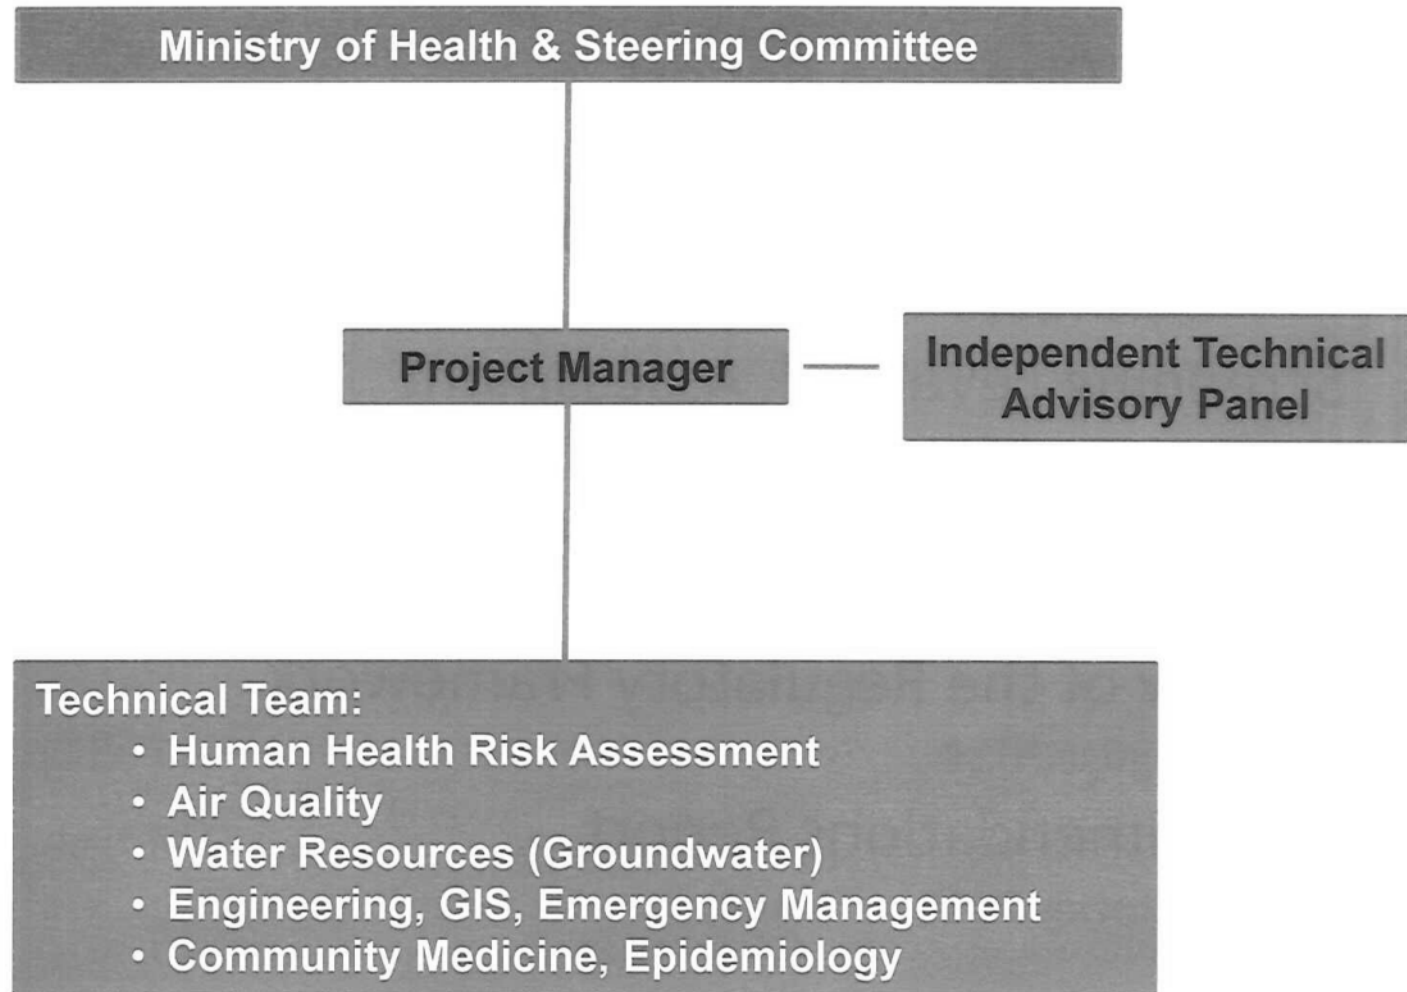 Ministry of Health & Steering Committee
Project Manager
Independent Technical
Advisory Panel
Technical Team:
• Human Health Risk Assessment
• Air Quality
• Water Resources (Groundwater)
• Engineering, GIS, Emergency Management
• Community Medicine, Epidemiology